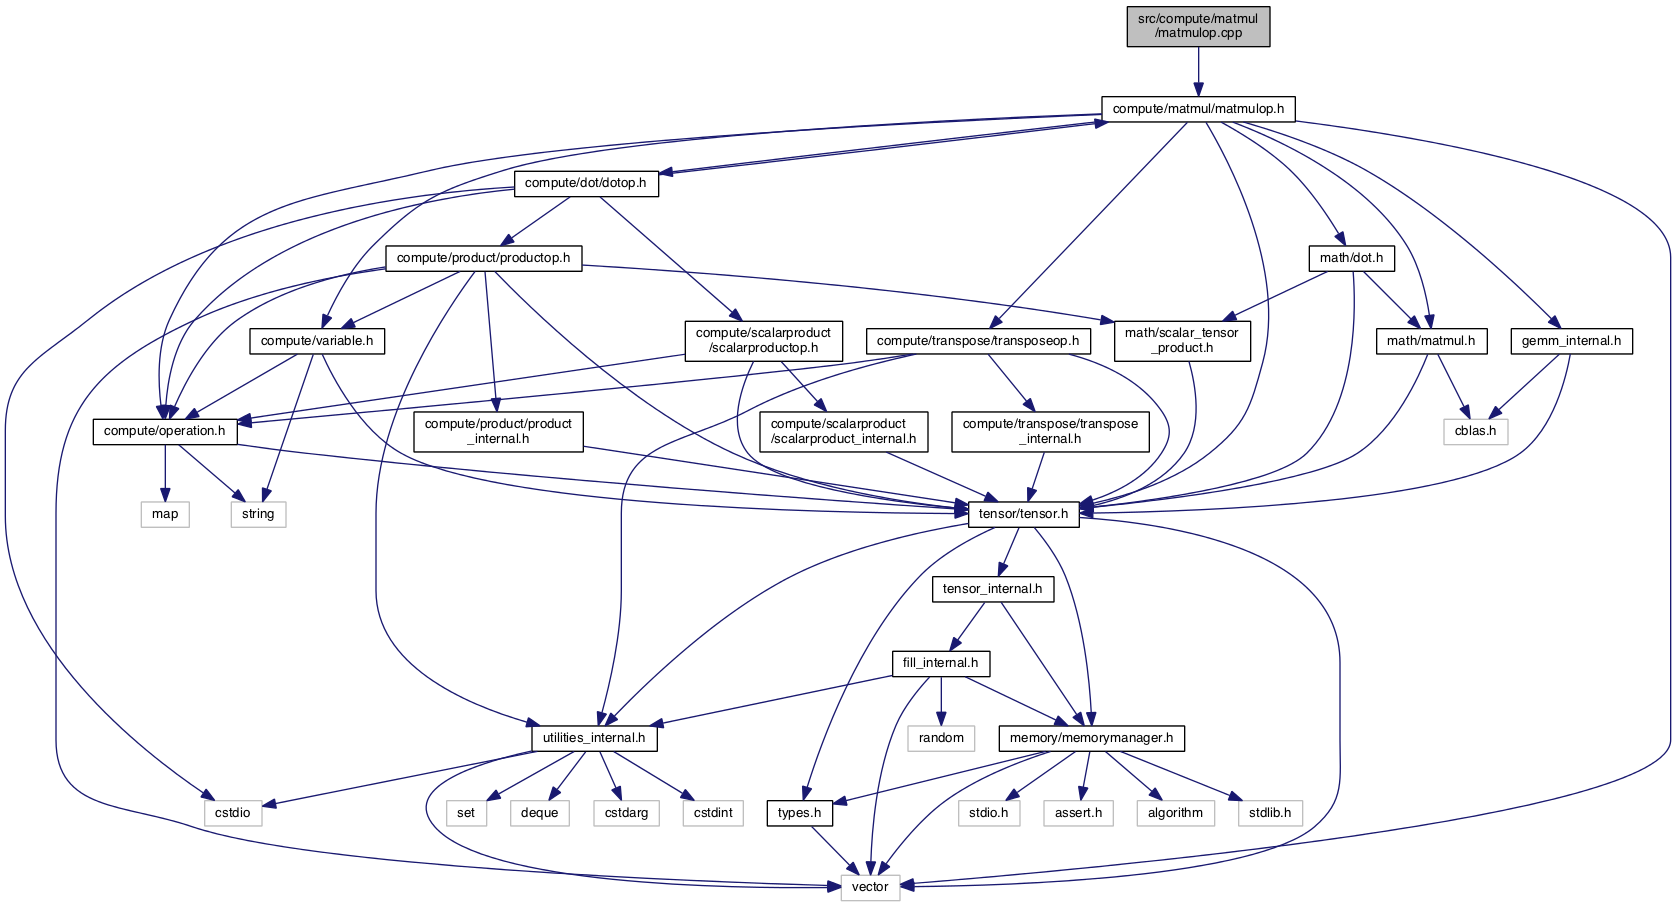 src/compute/matmul
/matmulop.cpp
compute/matmul/matmulop.h
compute/dot/dotop.h
compute/product/productop.h
math/dot.h
compute/variable.h
compute/scalarproduct
/scalarproductop.h
compute/transpose/transposeop.h
math/scalar_tensor
_product.h
math/matmul.h
gemm_internal.h
compute/operation.h
compute/product/product
_internal.h
compute/scalarproduct
/scalarproduct_internal.h
compute/transpose/transpose
_internal.h
cblas.h
map
string
tensor/tensor.h
tensor_internal.h
fill_internal.h
utilities_internal.h
random
memory/memorymanager.h
cstdio
set
deque
cstdarg
cstdint
types.h
stdio.h
assert.h
algorithm
stdlib.h
vector